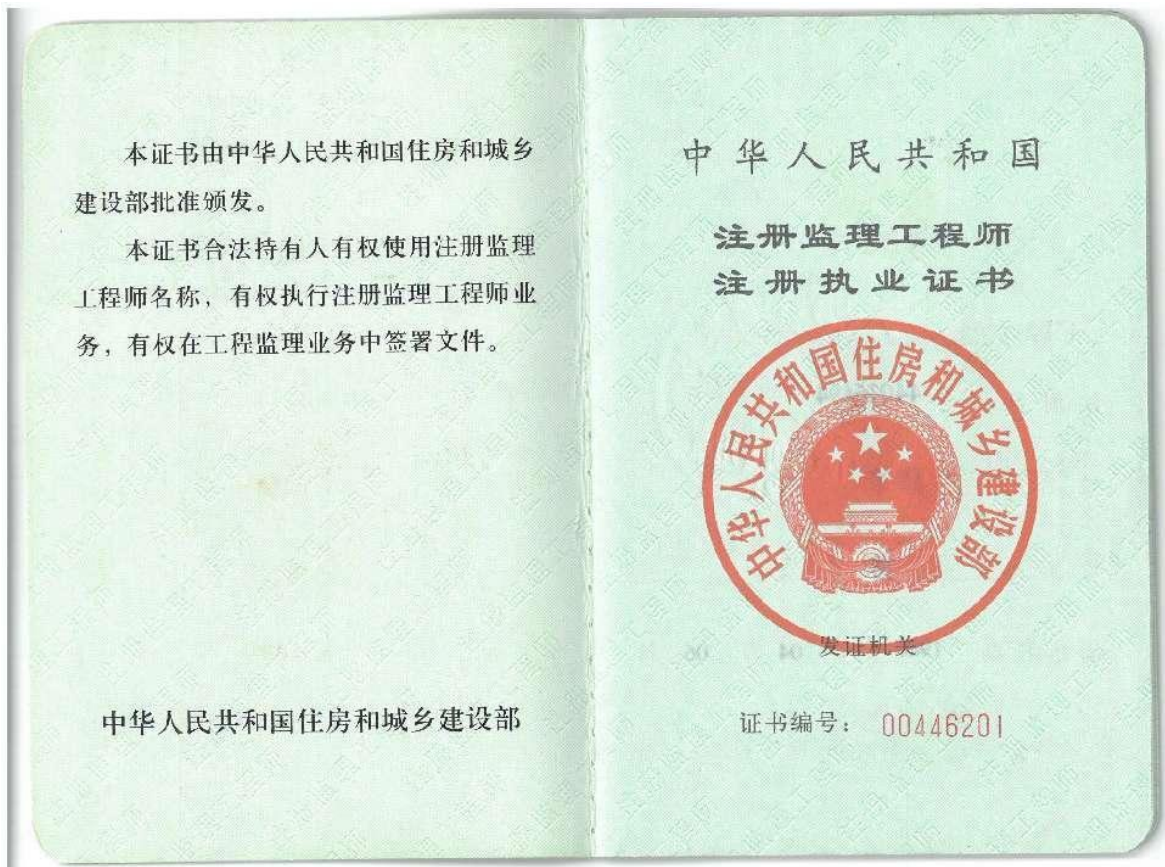 本证书由中华人民共和国住房和城乡
建设部批准颁发。
本证书合法持有人有权使用注册监理
工程师名称，有权执行注册监理工程师业
务，有权在工程监理业务中签署文件。
中华人民共和国住房和城乡建设部
中华人民共和国
注册监理工程师
注册执业证书
中华人民共和国住房和城乡建设部
发证机关
证书编号： 00446201